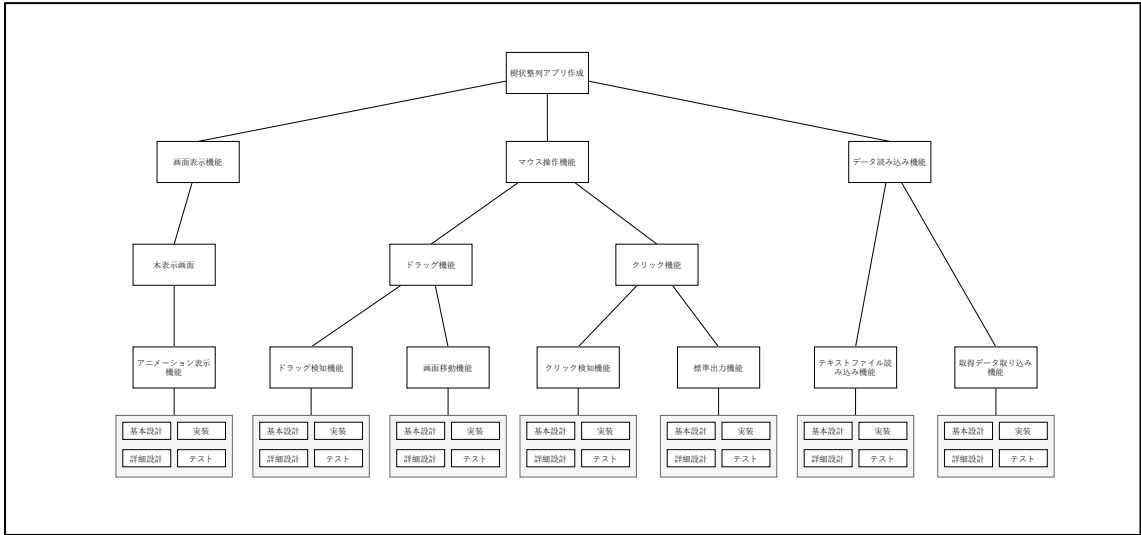 樹状整列アプリ作成
画面表示機能
マウス操作機能
データ読み込み機能
木表示画面
ドラッグ機能
クリック機能
アニメーション表示
機能
ドラッグ検知機能
画面移動機能
クリック検知機能
標準出力機能
テキストファイル読
み込み機能
取得データ取り込み
機能
基本設計
実装
詳細設計
テスト
基本設計
実装
詳細設計
テスト
基本設計
実装
詳細設計
テスト
基本設計
実装
詳細設計
テスト
基本設計
実装
詳細設計
テスト
基本設計
実装
詳細設計
テスト
基本設計
実装
詳細設計
テスト